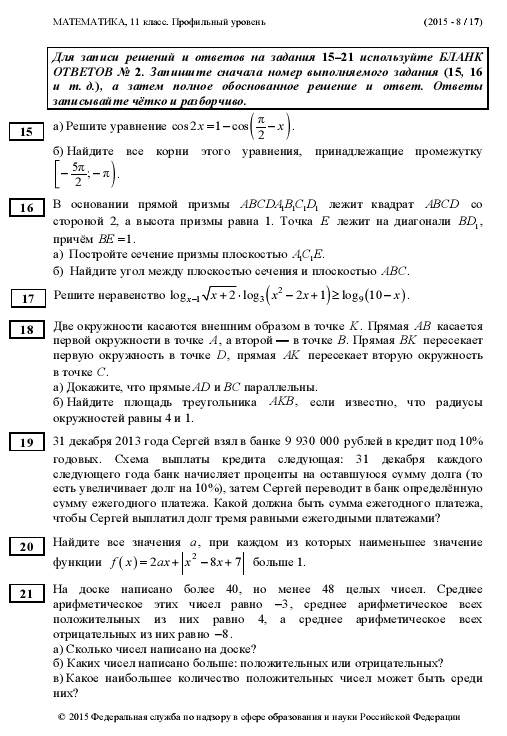 МАТЕМАТИКА, 11 класс. Профильный уровень (2015 - 8 / 17)
Для записи решений и ответов на задания 15–21 используйте БЛАНК
ОТВЕТОВ № 2. Запишите сначала номер выполняемого задания (15, 16
и т. д.), а затем полное обоснованное решение и ответ. Ответы
записывайте чётко и разборчиво.
15 а) Решите уравнение cos 2x = 1 − cos(π/2 − x).
б) Найдите все корни этого уравнения, принадлежащие промежутку
[−5π/2; −π).
16 В основании прямой призмы ABCDA₁B₁C₁D₁ лежит квадрат ABCD со
стороной 2, а высота призмы равна 1. Точка E лежит на диагонали BD₁,
причём BE = 1.
а) Постройте сечение призмы плоскостью A₁C₁E.
б) Найдите угол между плоскостью сечения и плоскостью ABC.
17 Решите неравенство logₓ₋₁√(x + 2) · log₃(x² − 2x + 1) ≥ log₉(10 − x).
18 Две окружности касаются внешним образом в точке K. Прямая AB касается
первой окружности в точке A, а второй — в точке B. Прямая BK пересекает
первую окружность в точке D, прямая AK пересекает вторую окружность
в точке C.
а) Докажите, что прямые AD и BC параллельны.
б) Найдите площадь треугольника AKB, если известно, что радиусы
окружностей равны 4 и 1.
19 31 декабря 2013 года Сергей взял в банке 9 930 000 рублей в кредит под 10%
годовых. Схема выплаты кредита следующая: 31 декабря каждого
следующего года банк начисляет проценты на оставшуюся сумму долга (то
есть увеличивает долг на 10%), затем Сергей переводит в банк определённую
сумму ежегодного платежа. Какой должна быть сумма ежегодного платежа,
чтобы Сергей выплатил долг тремя равными ежегодными платежами?
20 Найдите все значения a, при каждом из которых наименьшее значение
функции f(x) = 2ax + |x² − 8x + 7| больше 1.
21 На доске написано более 40, но менее 48 целых чисел. Среднее
арифметическое этих чисел равно −3, среднее арифметическое всех
положительных из них равно 4, а среднее арифметическое всех
отрицательных из них равно −8.
а) Сколько чисел написано на доске?
б) Каких чисел написано больше: положительных или отрицательных?
в) Какое наибольшее количество положительных чисел может быть среди
них?
© 2015 Федеральная служба по надзору в сфере образования и науки Российской Федерации